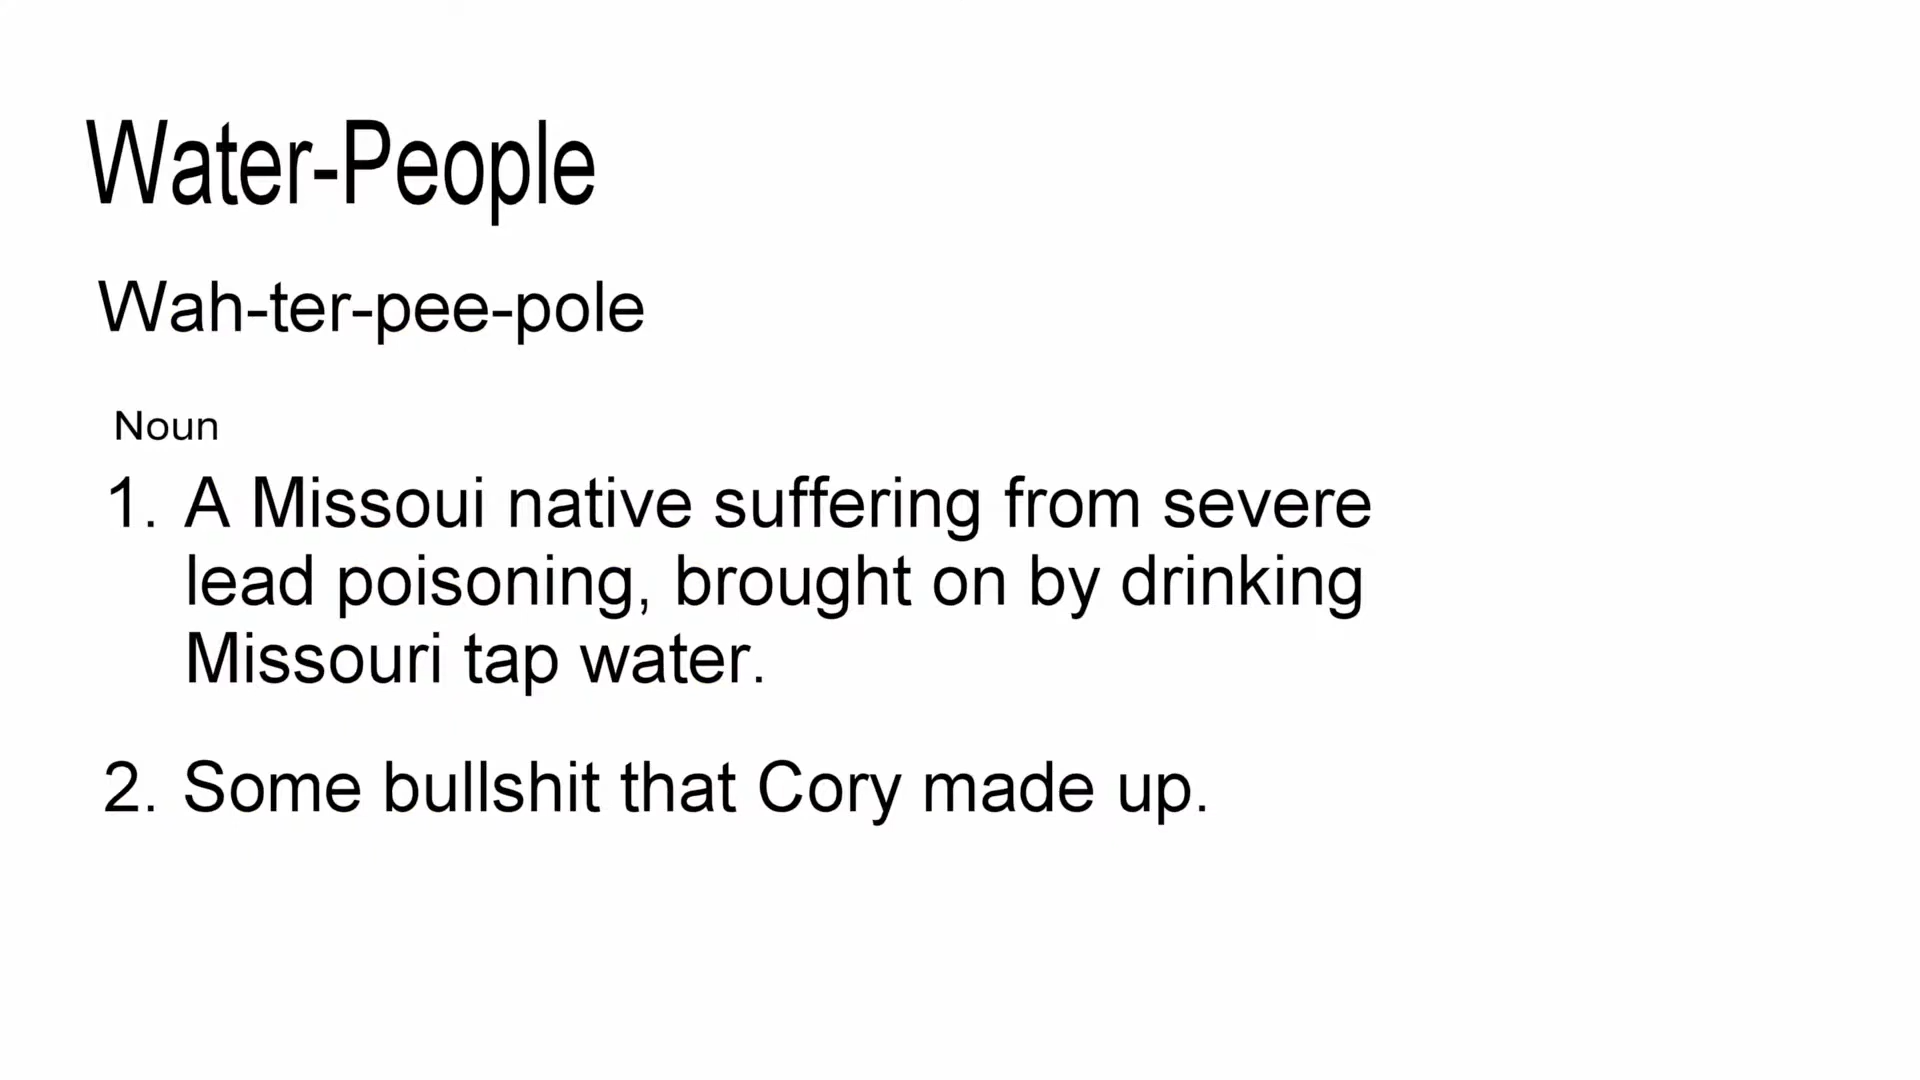 Water-People
Wah-ter-pee-pole
Noun
1. A Missoui native suffering from severe
lead poisoning, brought on by drinking
Missouri tap water.
2. Some bullshit that Cory made up.